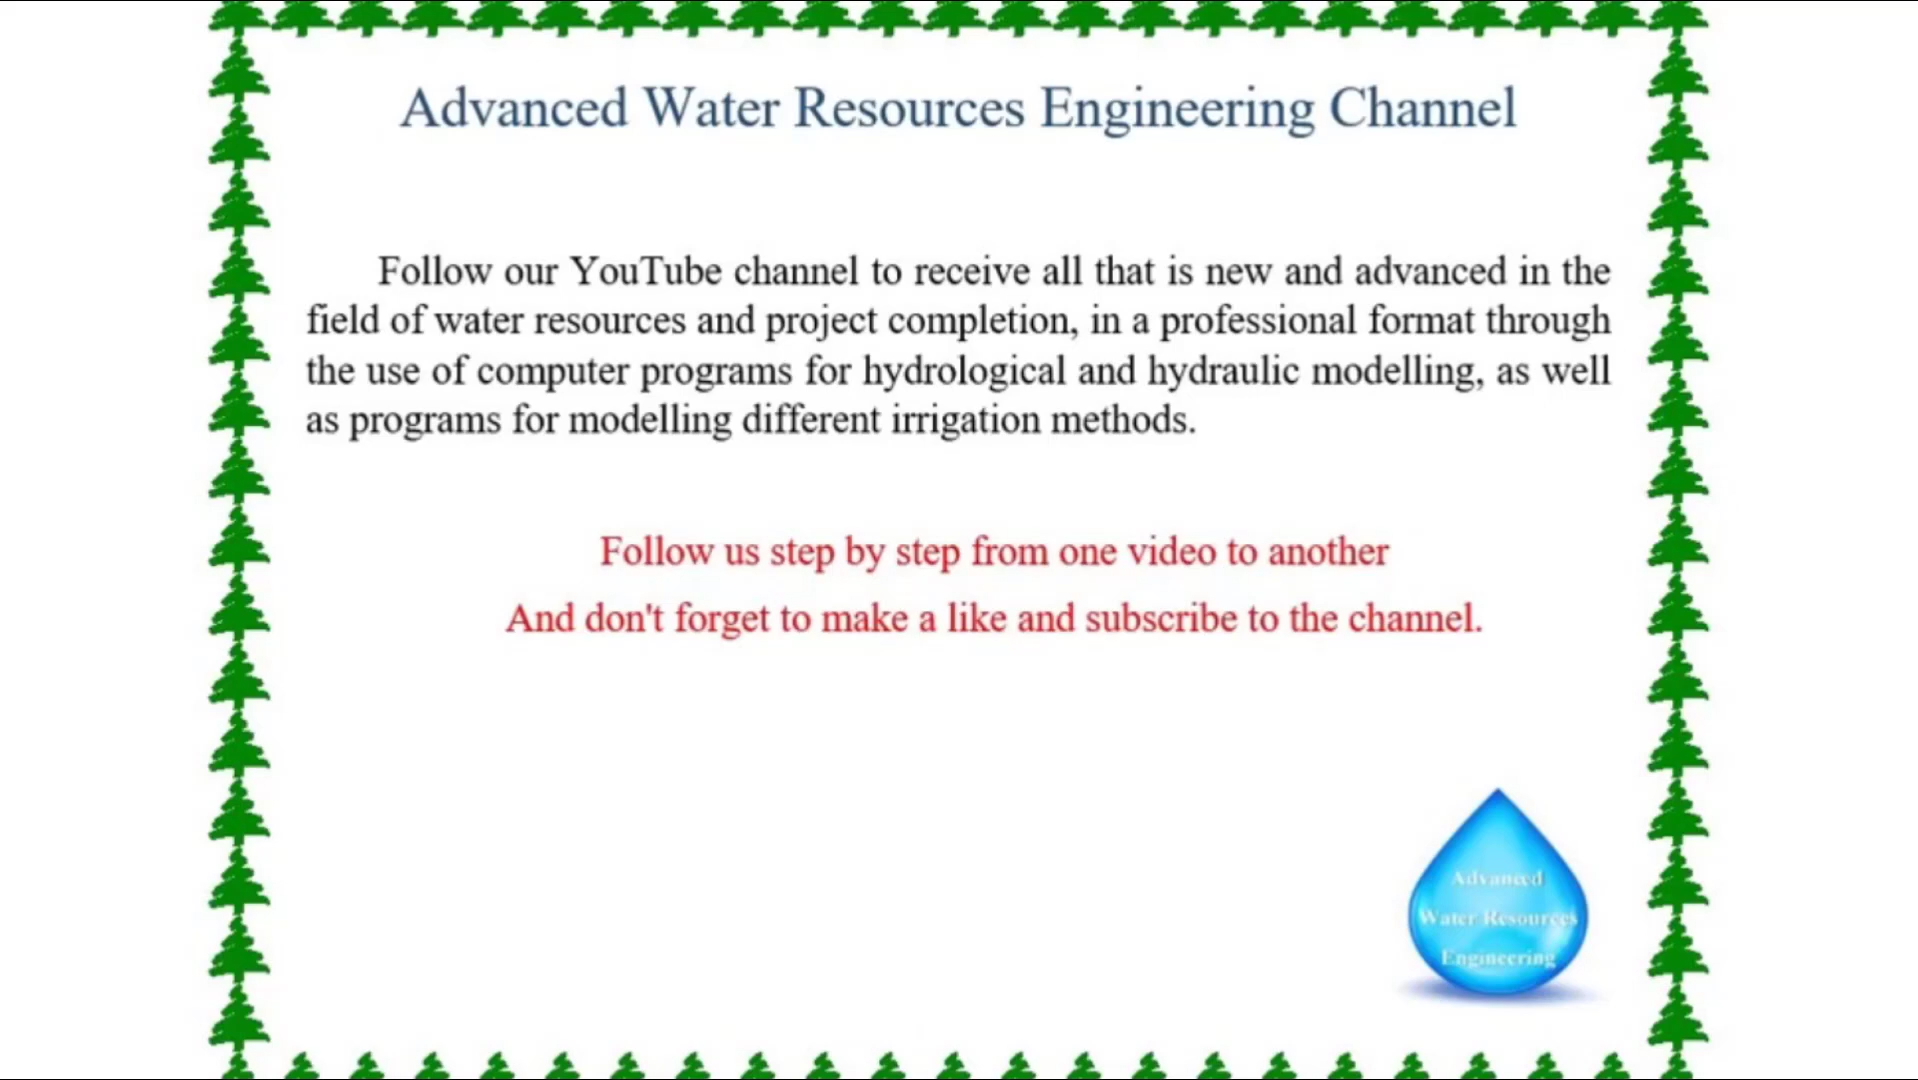 Advanced Water Resources Engineering Channel
Follow our YouTube channel to receive all that is new and advanced in the
field of water resources and project completion, in a professional format through
the use of computer programs for hydrological and hydraulic modelling, as well
as programs for modelling different irrigation methods.
Follow us step by step from one video to another
And don't forget to make a like and subscribe to the channel.
Advanced
Water Resources
Engineering